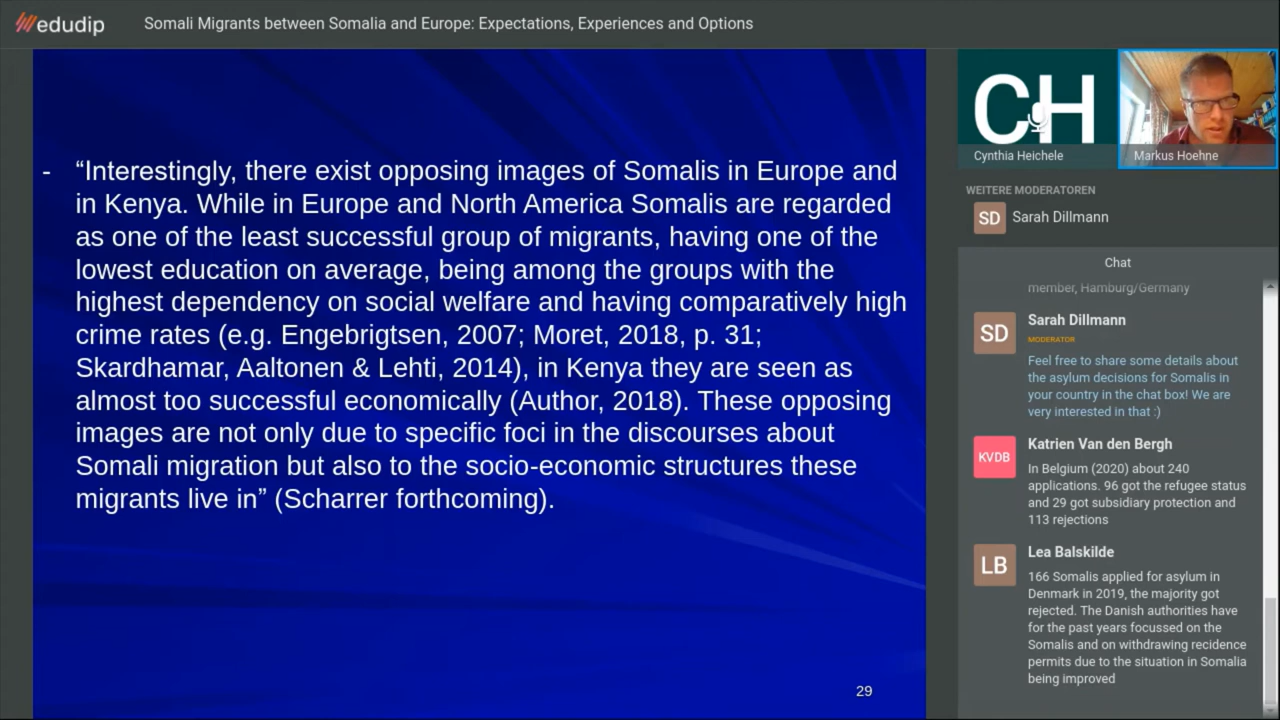 edudip
Somali Migrants between Somalia and Europe: Expectations, Experiences and Options
- “Interestingly, there exist opposing images of Somalis in Europe and
in Kenya. While in Europe and North America Somalis are regarded
as one of the least successful group of migrants, having one of the
lowest education on average, being among the groups with the
highest dependency on social welfare and having comparatively high
crime rates (e.g. Engebrigtsen, 2007; Moret, 2018, p. 31;
Skardhamar, Aaltonen & Lehti, 2014), in Kenya they are seen as
almost too successful economically (Author, 2018). These opposing
images are not only due to specific foci in the discourses about
Somali migration but also to the socio-economic structures these
migrants live in” (Scharrer forthcoming).
29
CH
Cynthia Heichele
Markus Hoehne
WEITERE MODERATOREN
SD
Sarah Dillmann
Chat
member, Hamburg/Germany
SD
Sarah Dillmann
MODERATOR
Feel free to share some details about
the asylum decisions for Somalis in
your country in the chat box! We are
very interested in that :)
KVDB
Katrien Van den Bergh
In Belgium (2020) about 240
applications. 96 got the refugee status
and 29 got subsidiary protection and
113 rejections
LB
Lea Balskilde
166 Somalis applied for asylum in
Denmark in 2019, the majority got
rejected. The Danish authorities have
for the past years focussed on the
Somalis and on withdrawing recidence
permits due to the situation in Somalia
being improved